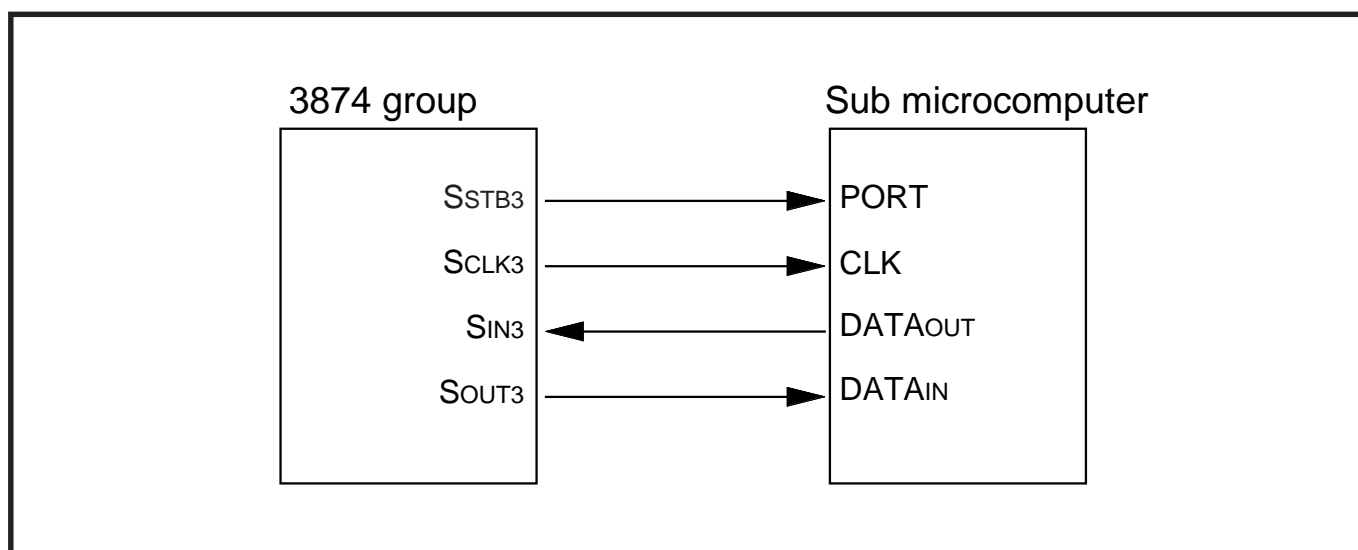 3874 group Sub microcomputer
SSTB3 PORT
SCLK3 CLK
SIN3 DATAOUT
SOUT3 DATAIN